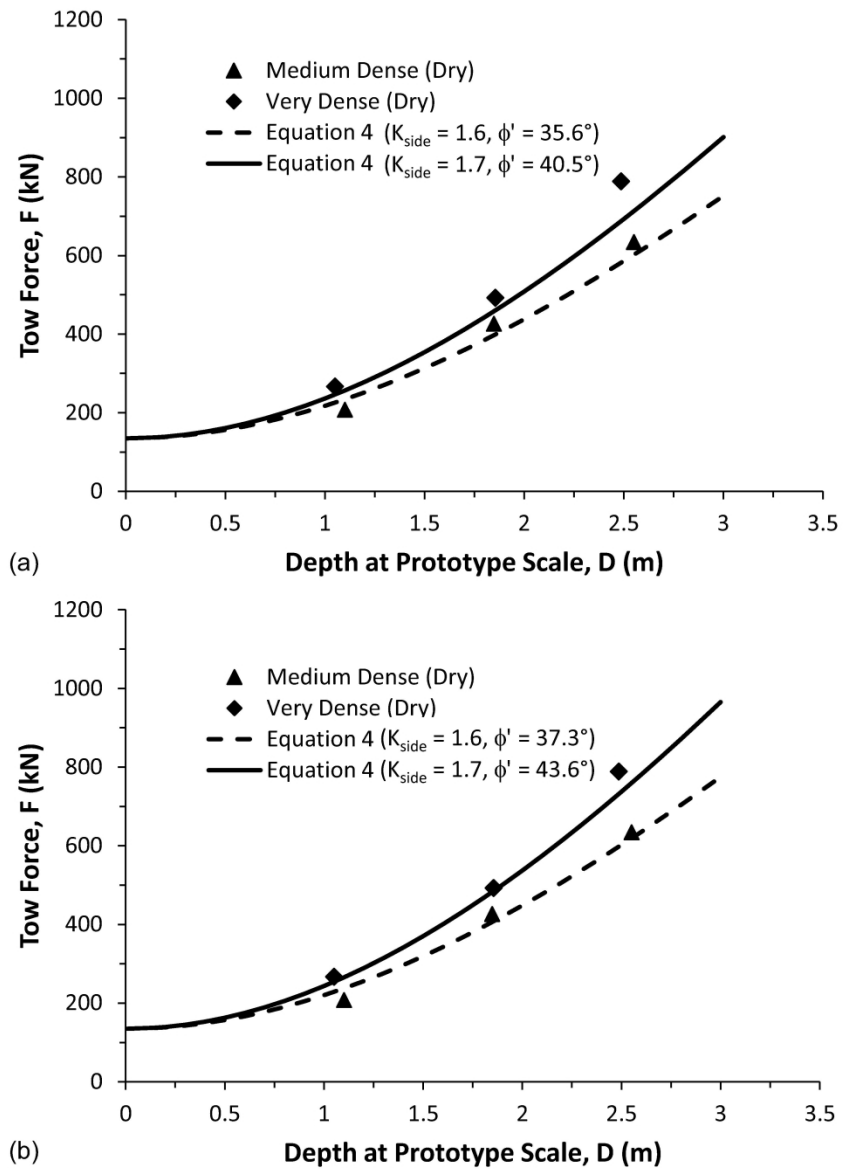 1200
1000
800
600
400
200
0
Tow Force, F (kN)
Medium Dense (Dry)
Very Dense (Dry)
Equation 4 (Kside = 1.6, ϕ' = 35.6°)
Equation 4 (Kside = 1.7, ϕ' = 40.5°)
0 0.5 1 1.5 2 2.5 3 3.5
(a) Depth at Prototype Scale, D (m)
1200
1000
800
600
400
200
0
Tow Force, F (kN)
Medium Dense (Dry)
Very Dense (Dry)
Equation 4 (Kside = 1.6, ϕ' = 37.3°)
Equation 4 (Kside = 1.7, ϕ' = 43.6°)
0 0.5 1 1.5 2 2.5 3 3.5
(b) Depth at Prototype Scale, D (m)